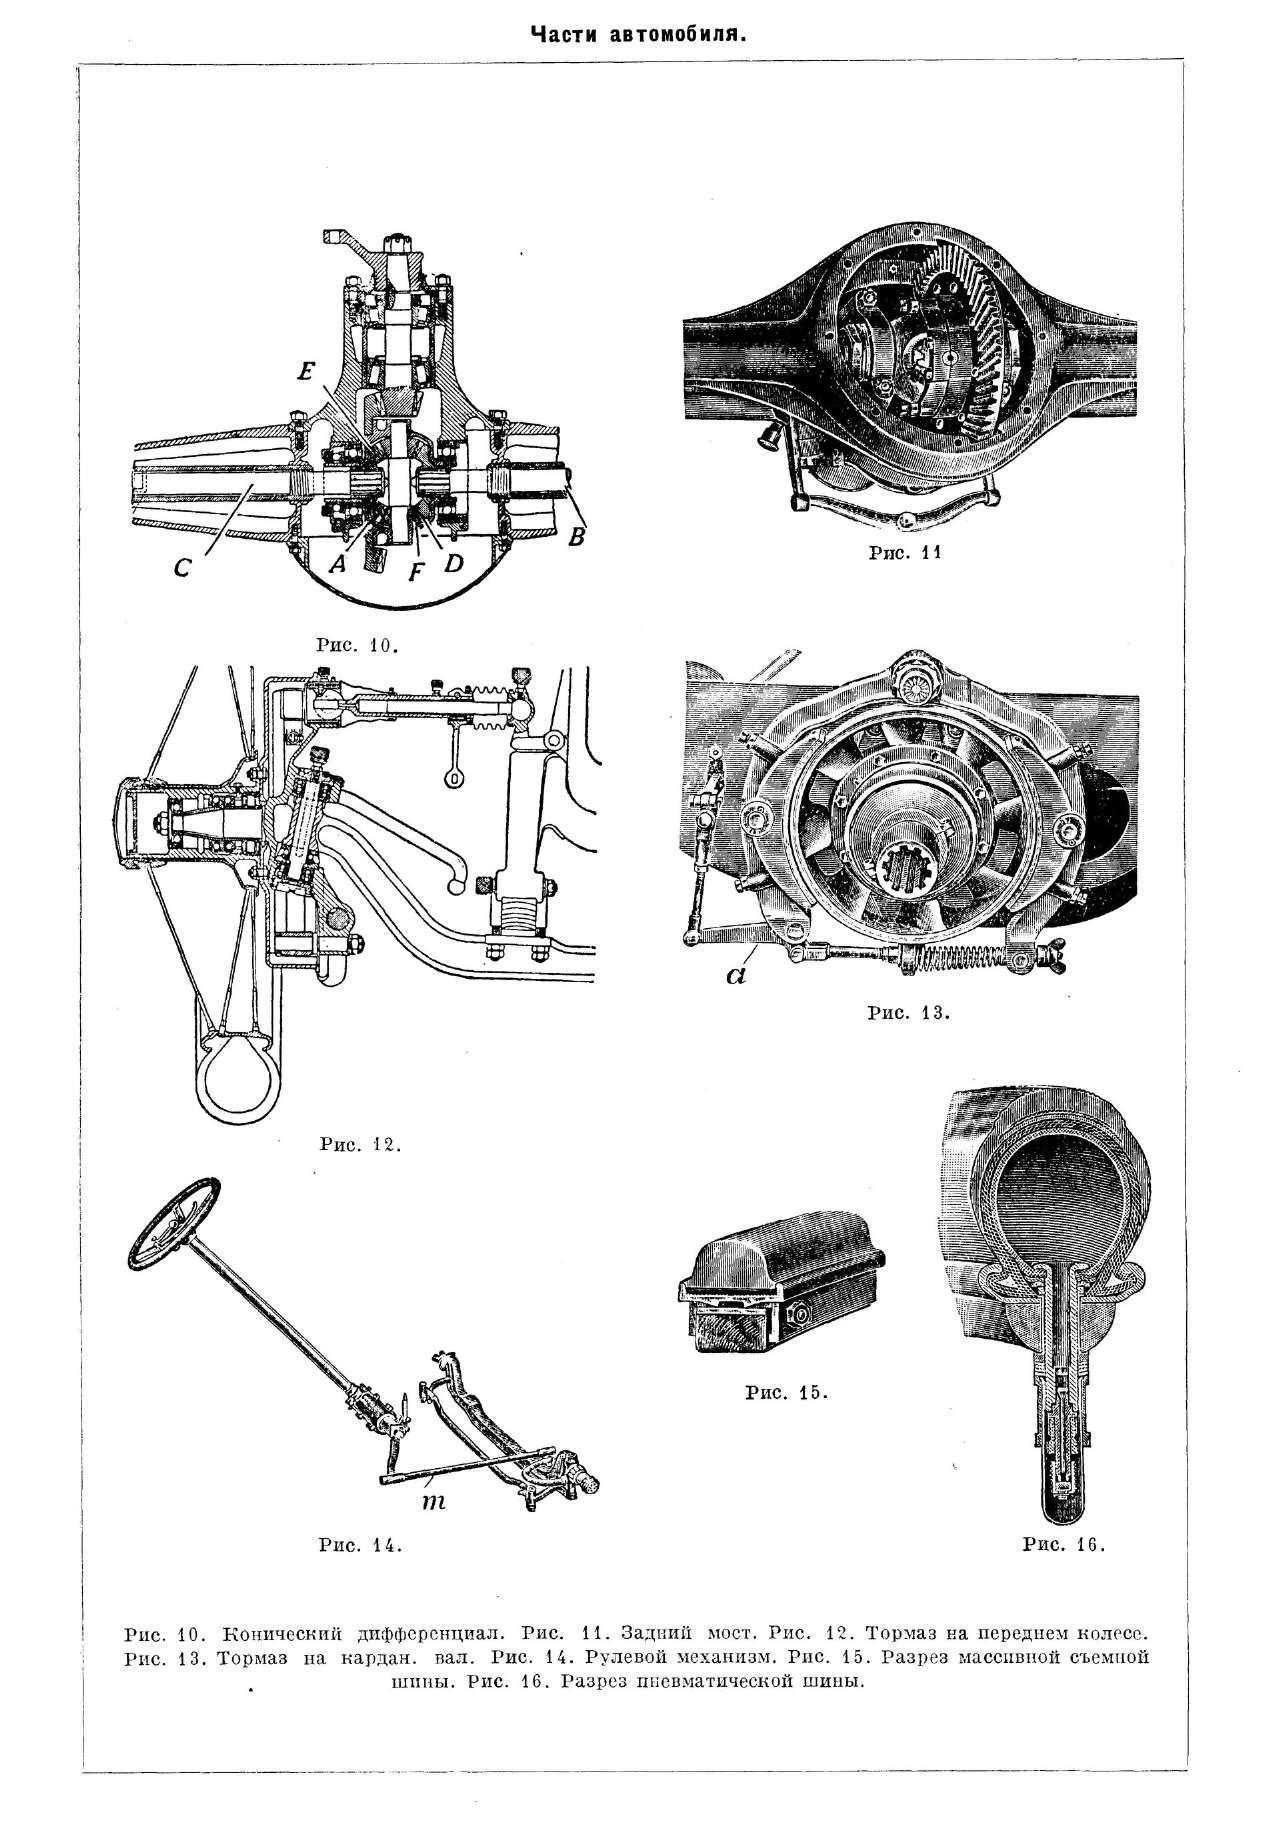 Части автомобиля.
E
C
A
F
D
B
Рис. 10.
Рис. 11
Рис. 12.
a
Рис. 13.
m
Рис. 14.
Рис. 15.
Рис. 16.
Рис. 10. Конический дифференциал. Рис. 11. Задний мост. Рис. 12. Тормаз на переднем колесе.
Рис. 13. Тормаз на кардан. вал. Рис. 14. Рулевой механизм. Рис. 15. Разрез массивной съемной
шины. Рис. 16. Разрез пневматической шины.